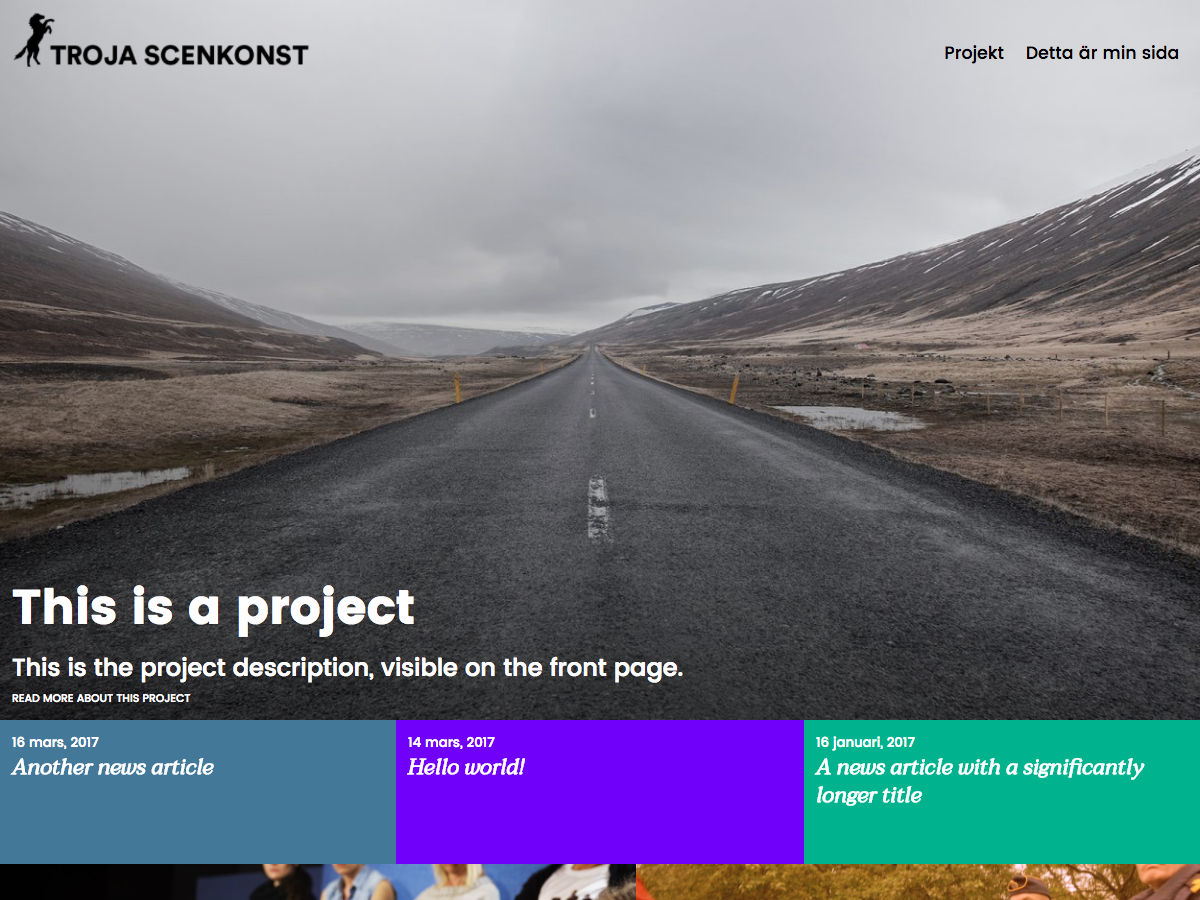 TROJA SCENKONST
Projekt Detta är min sida
This is a project
This is the project description, visible on the front page.
READ MORE ABOUT THIS PROJECT
16 mars, 2017
Another news article
14 mars, 2017
Hello world!
16 januari, 2017
A news article with a significantly
longer title